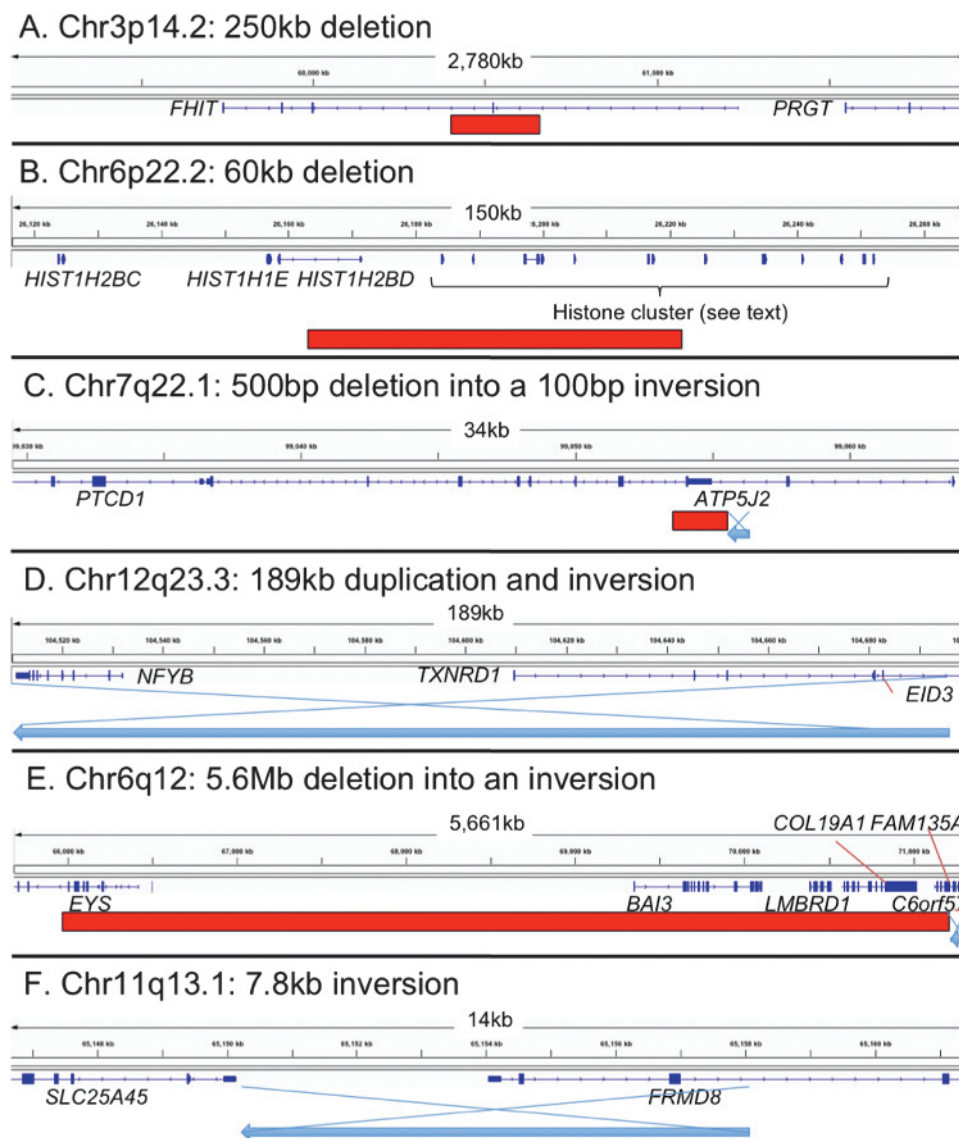 A. Chr3p14.2: 250kb deletion
2,780kb
60,000 kb 61,000 kb
FHIT PRGT
B. Chr6p22.2: 60kb deletion
150kb
26,120 kb 26,140 kb 26,160 kb 26,180 kb 26,220 kb 26,240 kb 26,260
HIST1H2BC HIST1H1E HIST1H2BD
Histone cluster (see text)
C. Chr7q22.1: 500bp deletion into a 100bp inversion
34kb
99,040 kb 99,050 kb 99,060 kb
PTCD1 ATP5J2
D. Chr12q23.3: 189kb duplication and inversion
189kb
104,520 kb 104,540 kb 104,560 kb 104,580 kb 104,600 kb 104,620 kb 104,640 kb 104,660 kb 104,680 kb
NFYB TXNRD1 EID3
E. Chr6q12: 5.6Mb deletion into an inversion
5,661kb COL19A1 FAM135A
66,000 kb 67,000 kb 68,000 kb 69,000 kb 70,000 kb 71,000 kb
EYS BAI3 LMBRD1 C6orf57
F. Chr11q13.1: 7.8kb inversion
14kb
65,148 kb 65,150 kb 65,152 kb 65,154 kb 65,156 kb 65,158 kb 65,160 kb
SLC25A45 FRMD8